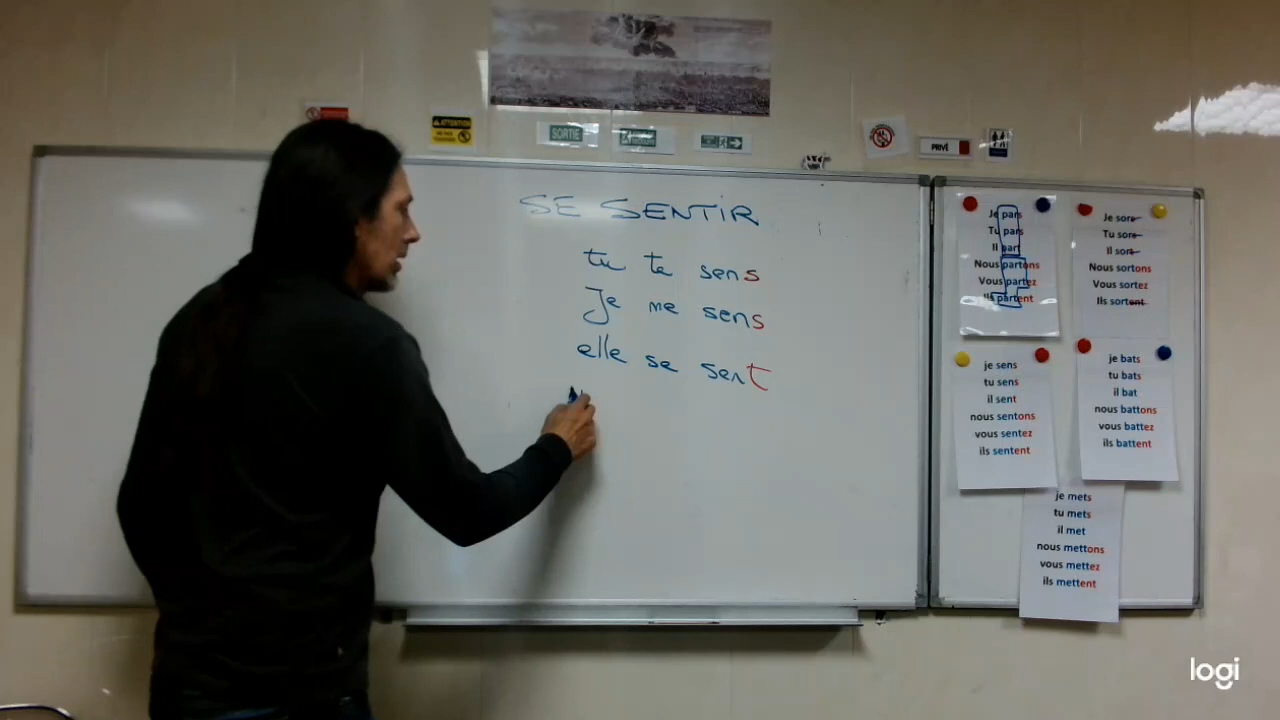 ATTENTION
SORTIE
PRIVÉ
SE SENTIR
tu te sens
Je me sens
elle se sent
Je pars
Tu pars
Il part
Nous partons
Vous partez
Ils partent
Je sors
Tu sors
Il sort
Nous sortons
Vous sortez
Ils sortent
je sens
tu sens
il sent
nous sentons
vous sentez
ils sentent
je bats
tu bats
il bat
nous battons
vous battez
ils battent
je mets
tu mets
il met
nous mettons
vous mettez
ils mettent
logi